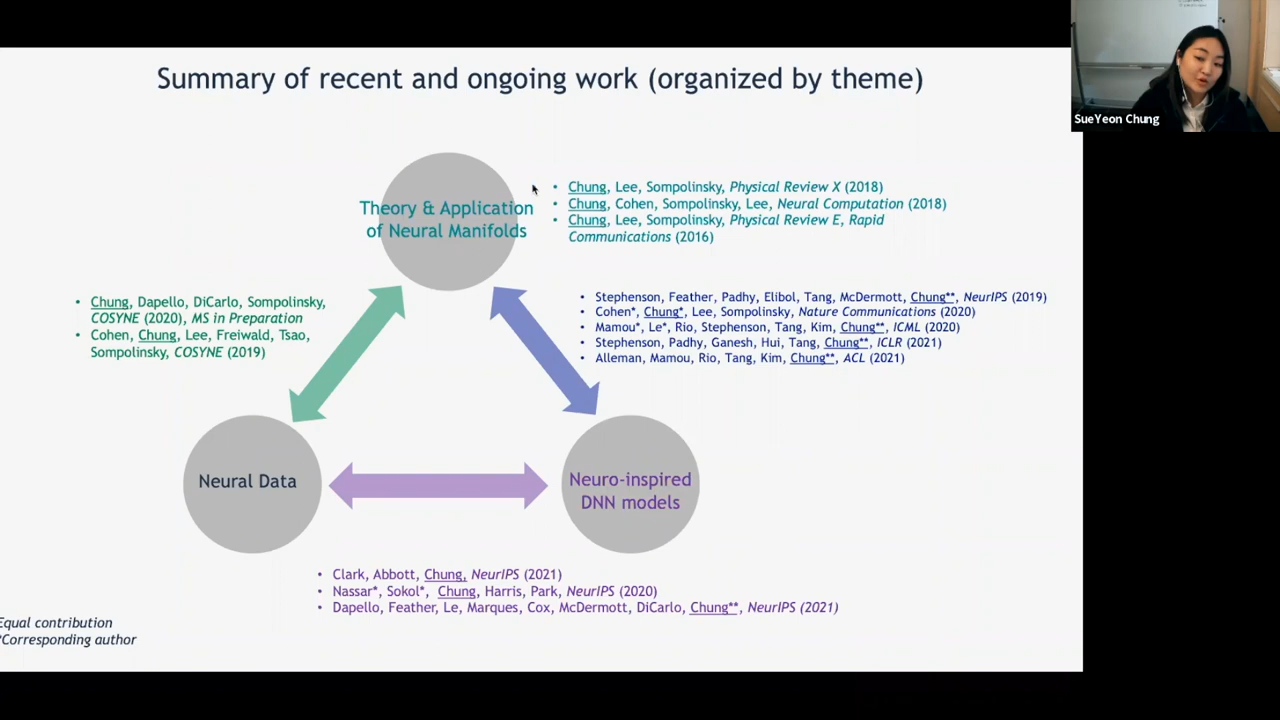 Summary of recent and ongoing work (organized by theme)
SueYeon Chung
Theory & Application
of Neural Manifolds
• Chung, Lee, Sompolinsky, Physical Review X (2018)
• Chung, Cohen, Sompolinsky, Lee, Neural Computation (2018)
• Chung, Lee, Sompolinsky, Physical Review E, Rapid
Communications (2016)
• Chung, Dapello, DiCarlo, Sompolinsky,
COSYNE (2020), MS in Preparation
• Cohen, Chung, Lee, Freiwald, Tsao,
Sompolinsky, COSYNE (2019)
• Stephenson, Feather, Padhy, Elibol, Tang, McDermott, Chung**, NeurIPS (2019)
• Cohen*, Chung*, Lee, Sompolinsky, Nature Communications (2020)
• Mamou*, Le*, Rio, Stephenson, Tang, Kim, Chung**, ICML (2020)
• Stephenson, Padhy, Ganesh, Hui, Tang, Chung**, ICLR (2021)
• Alleman, Mamou, Rio, Tang, Kim, Chung**, ACL (2021)
Neural Data
Neuro-inspired
DNN models
• Clark, Abbott, Chung, NeurIPS (2021)
• Nassar*, Sokol*, Chung, Harris, Park, NeurIPS (2020)
• Dapello, Feather, Le, Marques, Cox, McDermott, DiCarlo, Chung**, NeurIPS (2021)
Equal contribution
*Corresponding author